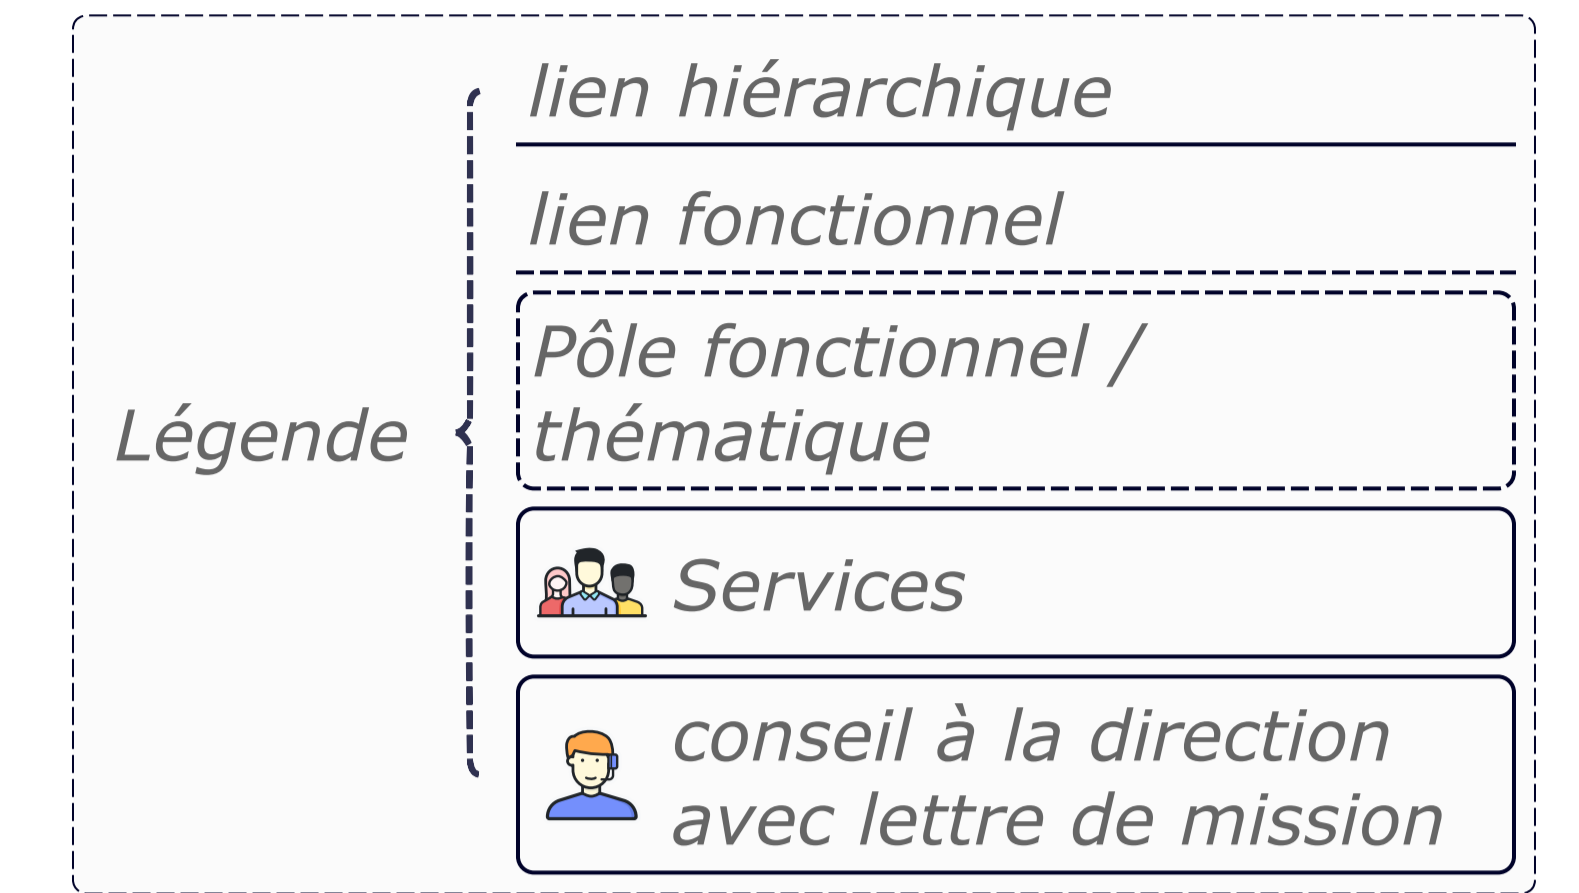 lien hiérarchique
lien fonctionnel
Pôle fonctionnel /
thématique
Légende
Services
conseil à la direction
avec lettre de mission